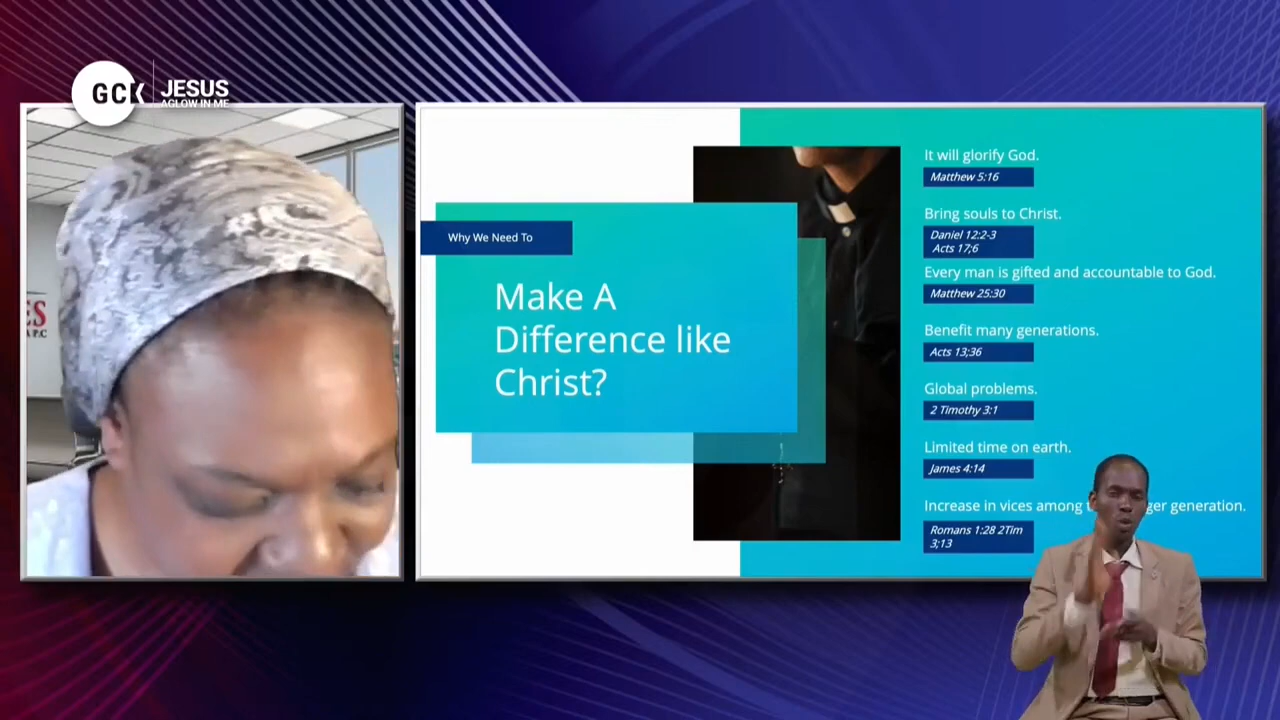 GCK
JESUS
AGLOW IN ME
ES
P.C
Why We Need To
Make A
Difference like
Christ?
It will glorify God.
Matthew 5:16
Bring souls to Christ.
Daniel 12:2-3
Acts 17;6
Every man is gifted and accountable to God.
Matthew 25:30
Benefit many generations.
Acts 13;36
Global problems.
2 Timothy 3:1
Limited time on earth.
James 4:14
Increase in vices among generation.
Romans 1:28 2Tim
3;13